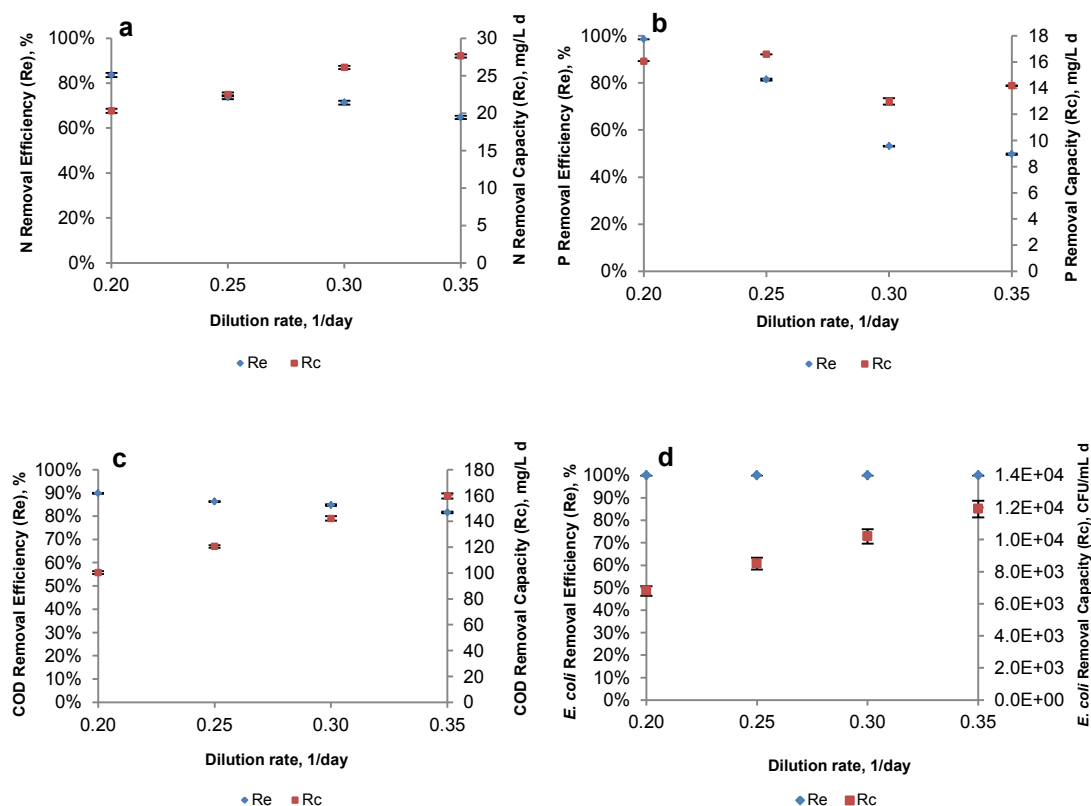 a
N Removal Efficiency (Re), %
100%
80%
60%
40%
20%
0%
30
25
20
15
10
5
0
N Removal Capacity (Rc), mg/L d
0.20 0.25 0.30 0.35
Dilution rate, 1/day
Re Rc
b
P Removal Efficiency (Re), %
100%
80%
60%
40%
20%
0%
18
16
14
12
10
8
6
4
2
0
P Removal Capacity (Rc), mg/L d
0.20 0.25 0.30 0.35
Dilution rate, 1/day
Re Rc
c
COD Removal Efficiency (Re), %
100%
90%
80%
70%
60%
50%
40%
30%
20%
10%
0%
180
160
140
120
100
80
60
40
20
0
COD Removal Capacity (Rc), mg/L d
0.20 0.25 0.30 0.35
Dilution rate, 1/day
Re Rc
d
E. coli Removal Efficiency (Re), %
100%
90%
80%
70%
60%
50%
40%
30%
20%
10%
0%
1.4E+04
1.2E+04
1.0E+04
8.0E+03
6.0E+03
4.0E+03
2.0E+03
0.0E+00
E. coli Removal Capacity (Rc), CFU/mL d
0.20 0.25 0.30 0.35
Dilution rate, 1/day
Re Rc